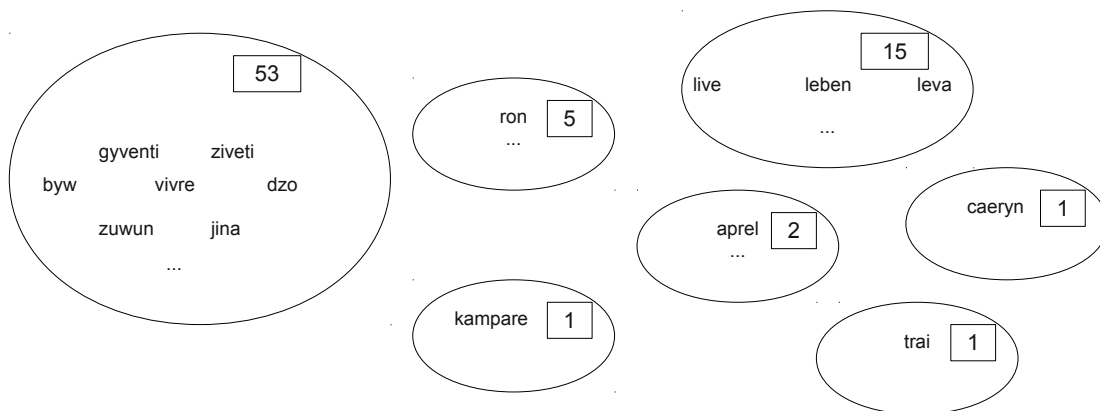 53
gyventi ziveti
byw vivre dzo
zuwun jina
...
ron 5
...
kampare 1
15
live leben leva
...
aprel 2
...
caeryn 1
trai 1